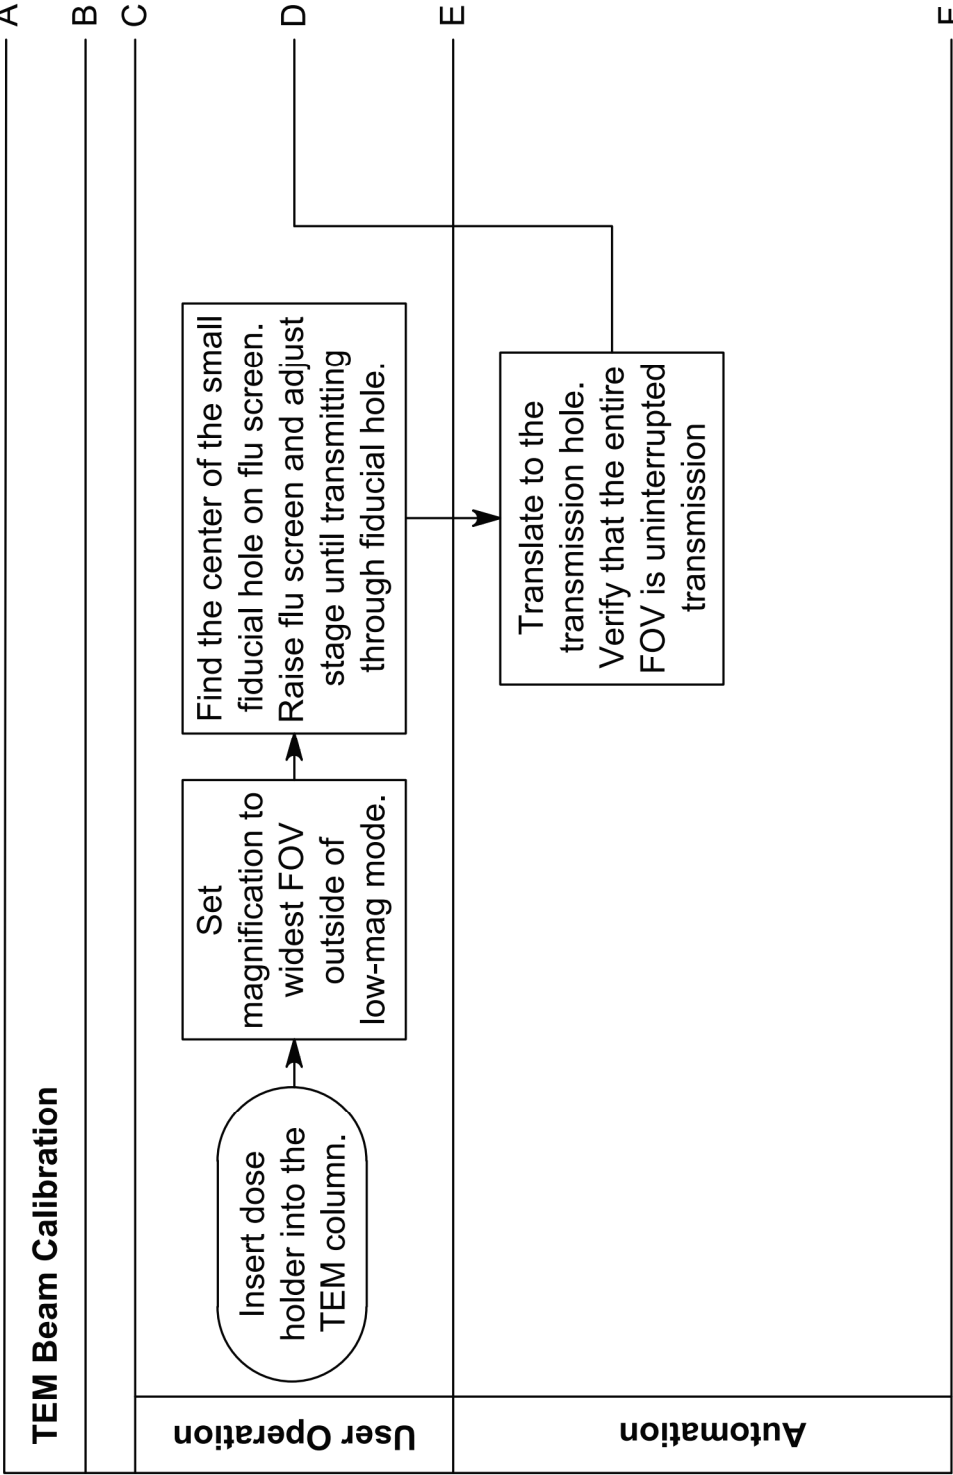 TEM Beam Calibration
User Operation
Insert dose
holder into the
TEM column.
Set
magnification to
widest FOV
outside of
low-mag mode.
Find the center of the small
fiducial hole on flu screen.
Raise flu screen and adjust
stage until transmitting
through fiducial hole.
Automation
Translate to the
transmission hole.
Verify that the entire
FOV is uninterrupted
transmission
A
B
C
D
E